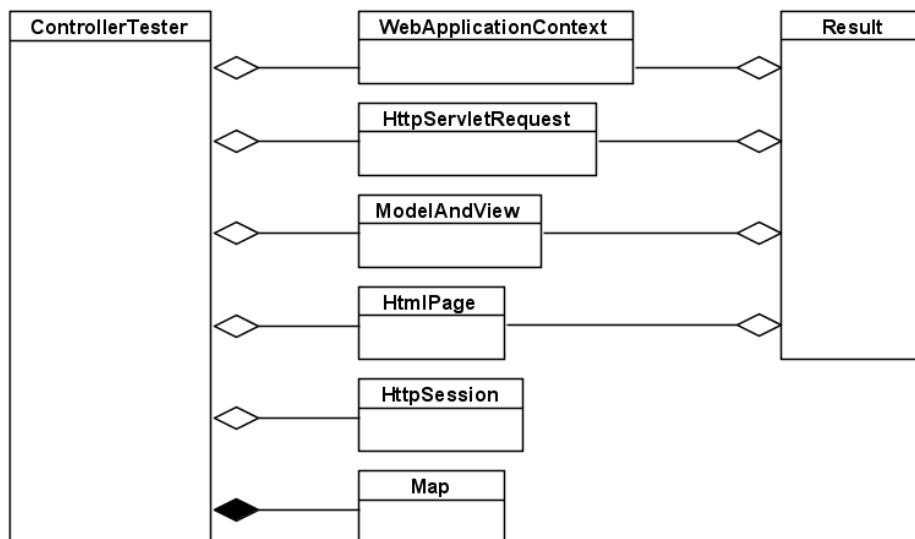 ControllerTester
WebApplicationContext
Result
HttpServletRequest
ModelAndView
HtmlPage
HttpSession
Map